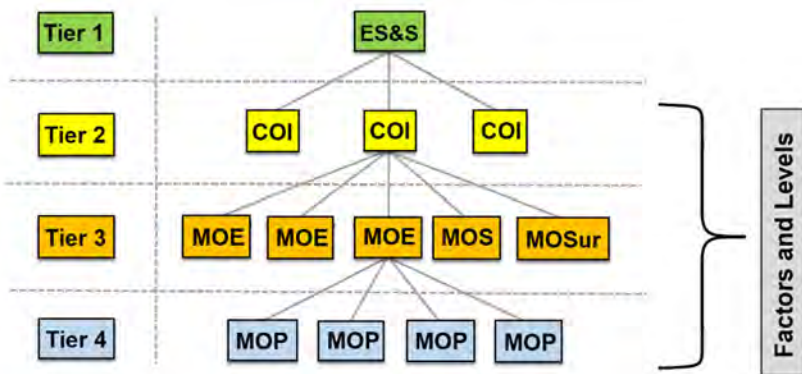 Tier 1
ES&S
Tier 2
COI
COI
COI
Tier 3
MOE
MOE
MOE
MOS
MOSur
Tier 4
MOP
MOP
MOP
MOP
Factors and Levels